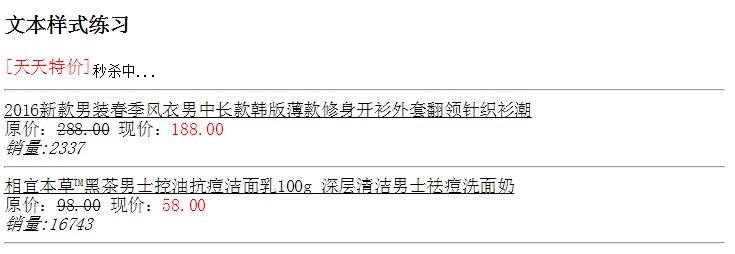 文本样式练习
[天天特价]秒杀中...
2016新款男装春季风衣男中长款韩版薄款修身开衫外套翻领针织衫潮
原价：288.00 现价：188.00
销量:2337
相宜本草™黑茶男士控油抗痘洁面乳100g 深层清洁男士祛痘洗面奶
原价：98.00 现价：58.00
销量:16743